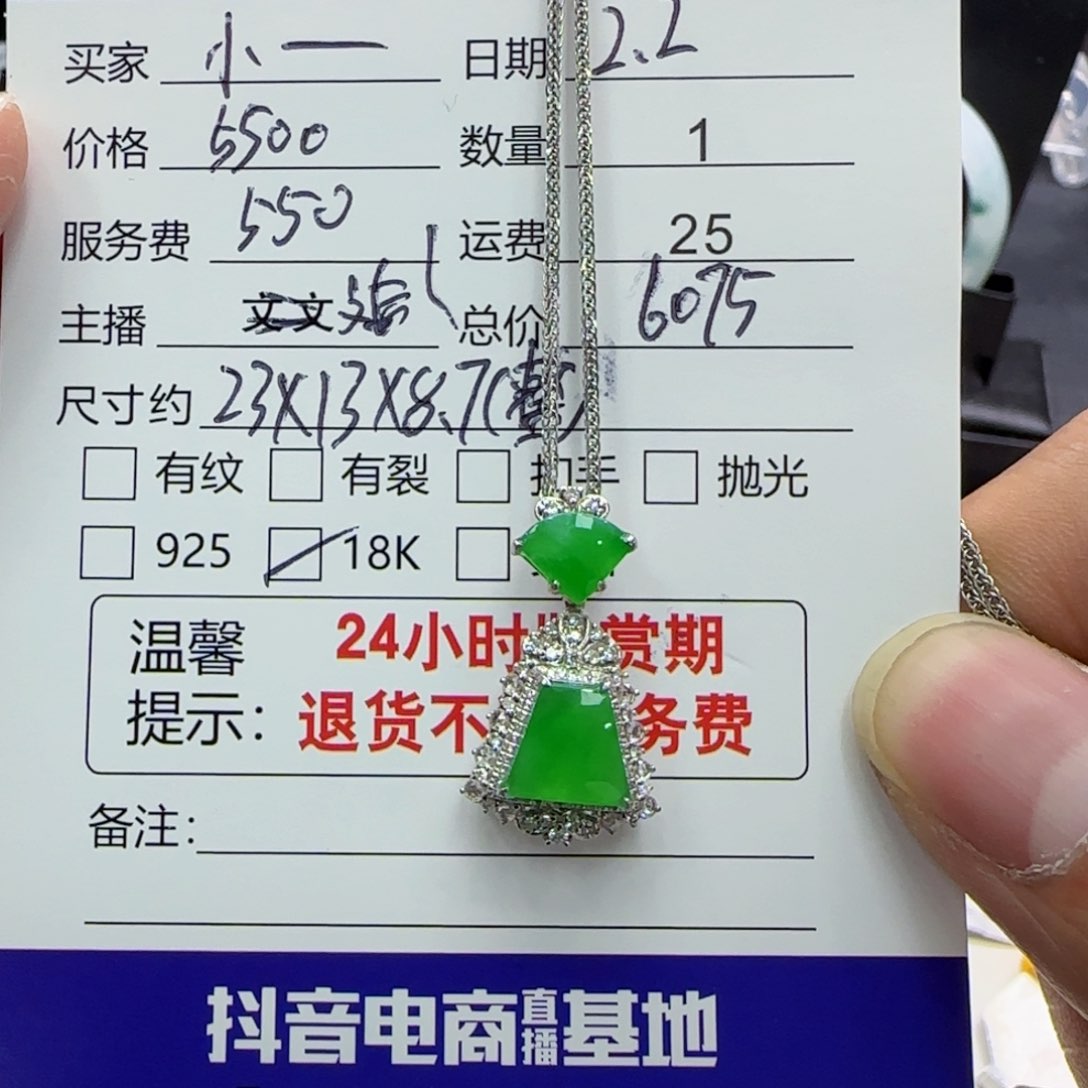 买家 小一 日期 2.2
价格 5500 数量 1
服务费 550 运费 25
主播 文文 总价 6075
尺寸约 23X13X8.7(整)
有纹 有裂 扣手 抛光
925 18K
温馨 24小时 赏期
提示： 退货不 务费
备注：
抖音电商直播基地